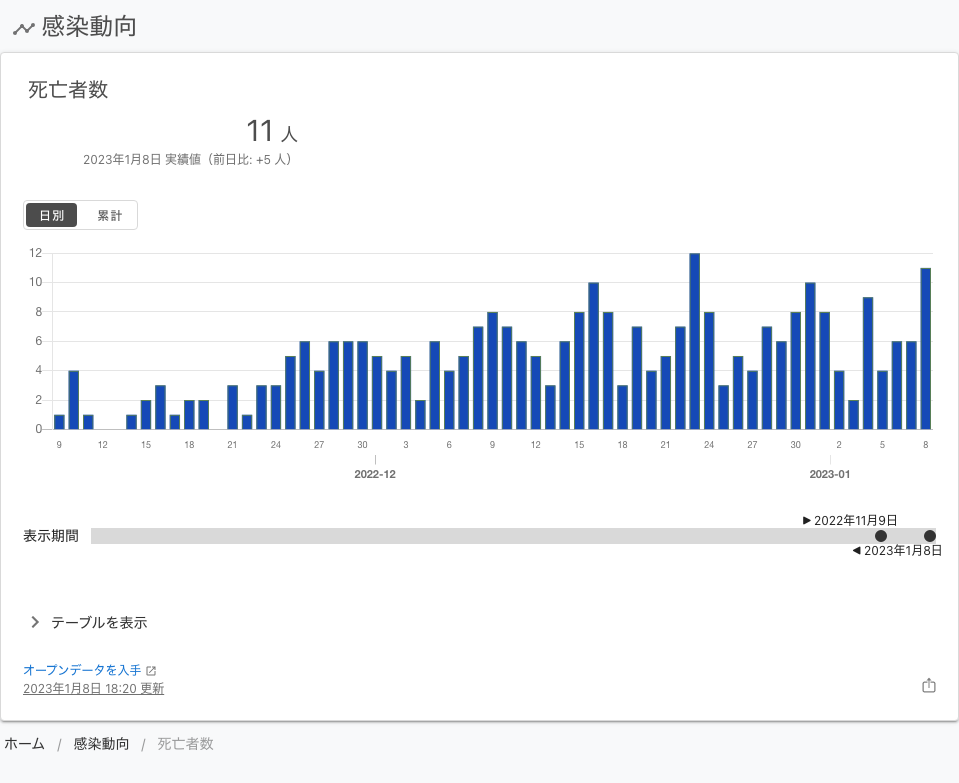 感染動向
死亡者数
11 人
2023年1月8日 実績値（前日比: +5 人）
日別 累計
12
10
8
6
4
2
0
9 12 15 18 21 24 27 30 3 6 9 12 15 18 21 24 27 30 2 5 8
2022-12 2023-01
▶ 2022年11月9日
表示期間
◀ 2023年1月8日
テーブルを表示
オープンデータを入手
2023年1月8日 18:20 更新
ホーム / 感染動向 / 死亡者数